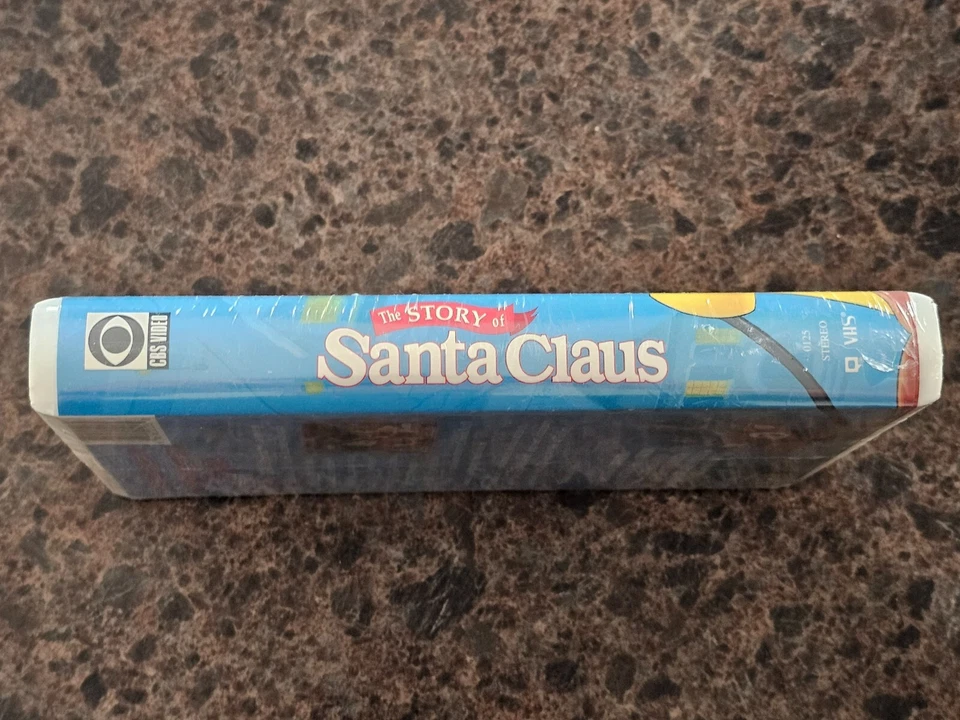 CBS VIDEO
The STORY of
Santa Claus
0125
STEREO
VHS